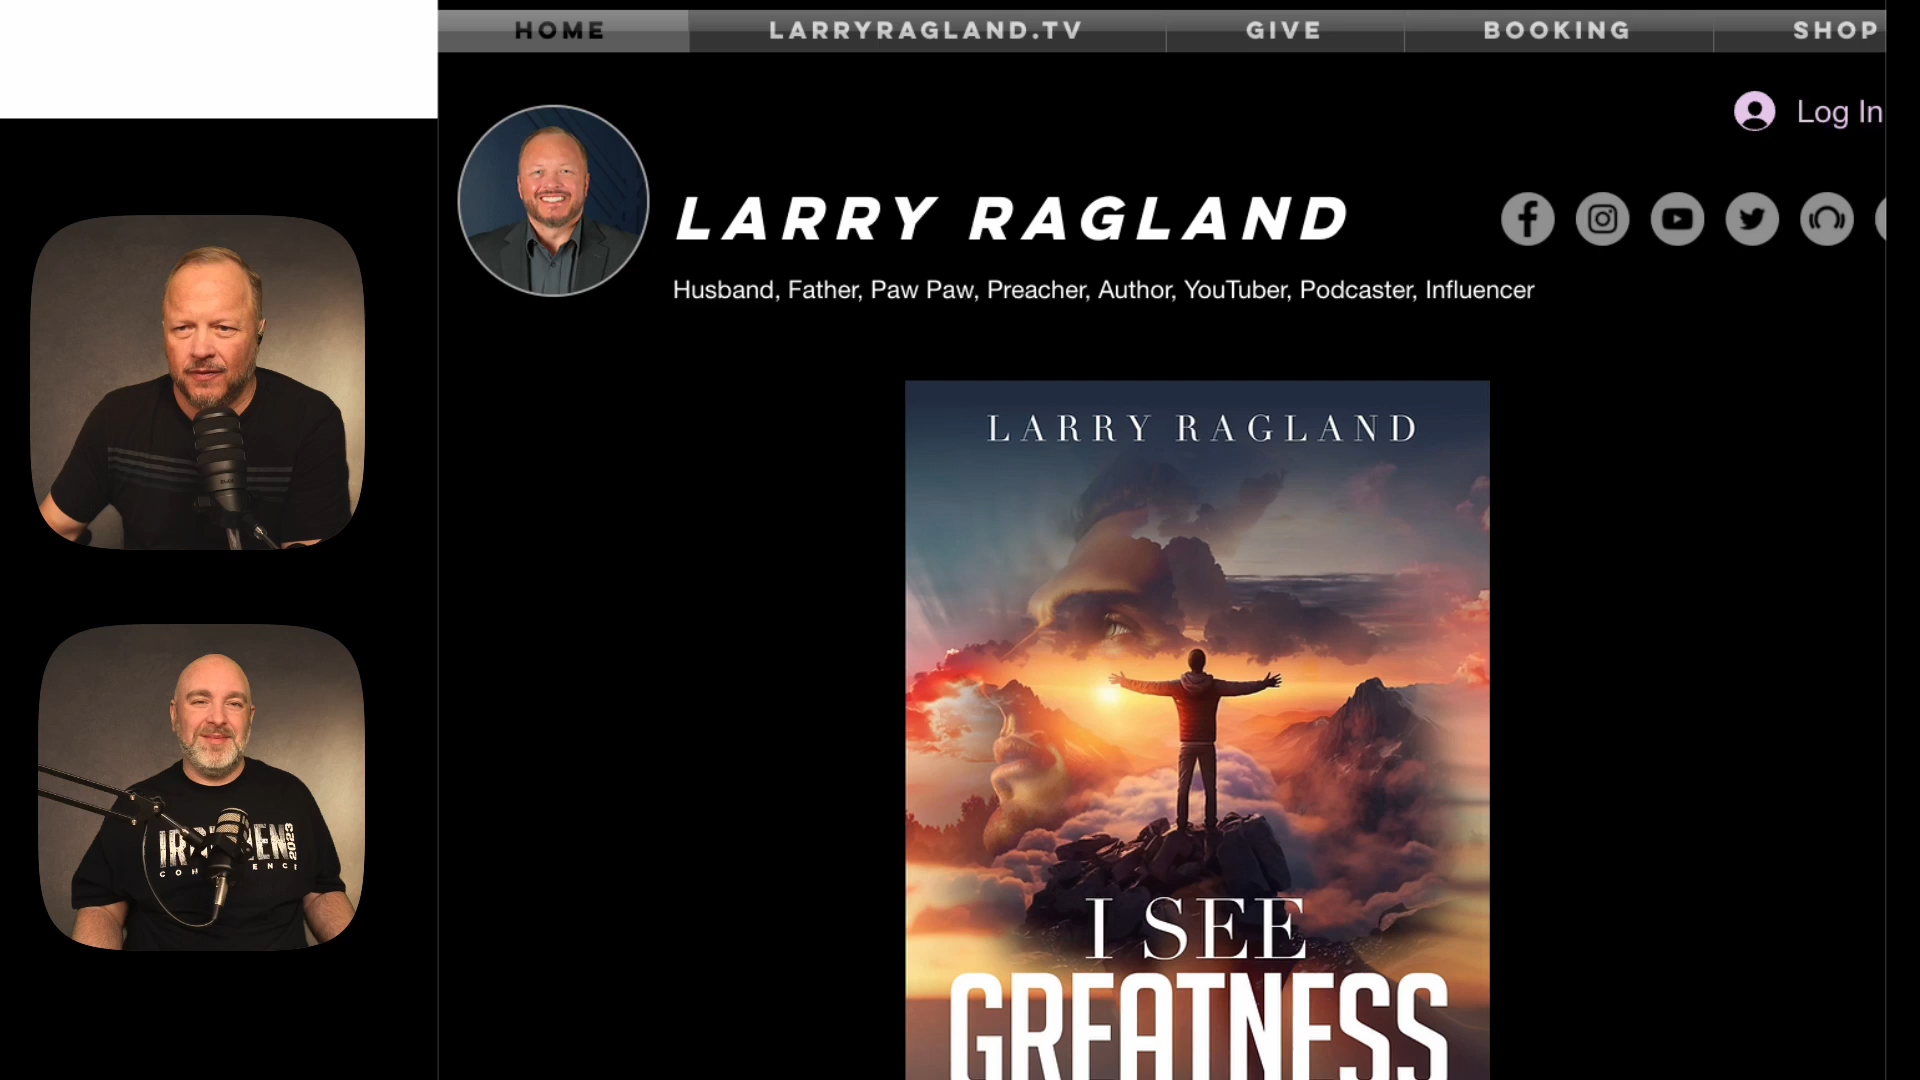 HOME LARRYRAGLAND.TV GIVE BOOKING SHOP
Log In
LARRY RAGLAND
Husband, Father, Paw Paw, Preacher, Author, YouTuber, Podcaster, Influencer
LARRY RAGLAND
I SEE
GREATNESS
2023